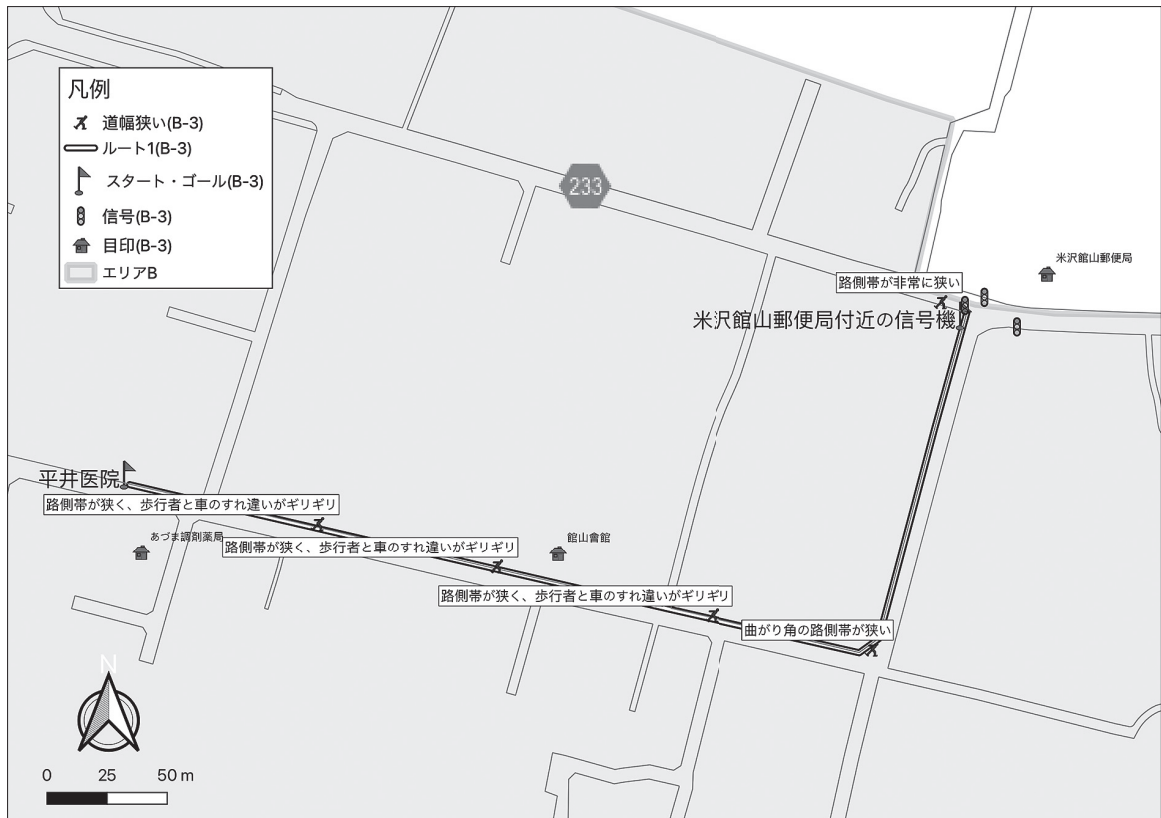 凡例
道幅狭い(B-3)
ルート1(B-3)
スタート・ゴール(B-3)
信号(B-3)
目印(B-3)
エリアB
233
米沢館山郵便局
路側帯が非常に狭い
米沢館山郵便局付近の信号機
平井医院
路側帯が狭く、歩行者と車のすれ違いがギリギリ
あづま調剤薬局
路側帯が狭く、歩行者と車のすれ違いがギリギリ
館山會館
路側帯が狭く、歩行者と車のすれ違いがギリギリ
曲がり角の路側帯が狭い
N
0 25 50 m